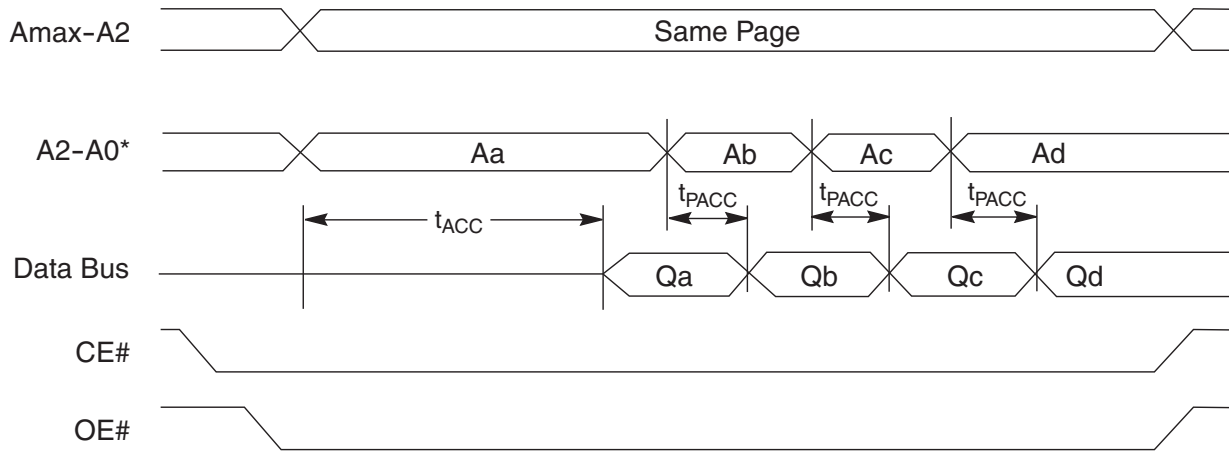 Amax-A2
Same Page
A2-A0*
Aa
Ab
Ac
Ad
tACC
tPACC
tPACC
tPACC
Data Bus
Qa
Qb
Qc
Qd
CE#
OE#